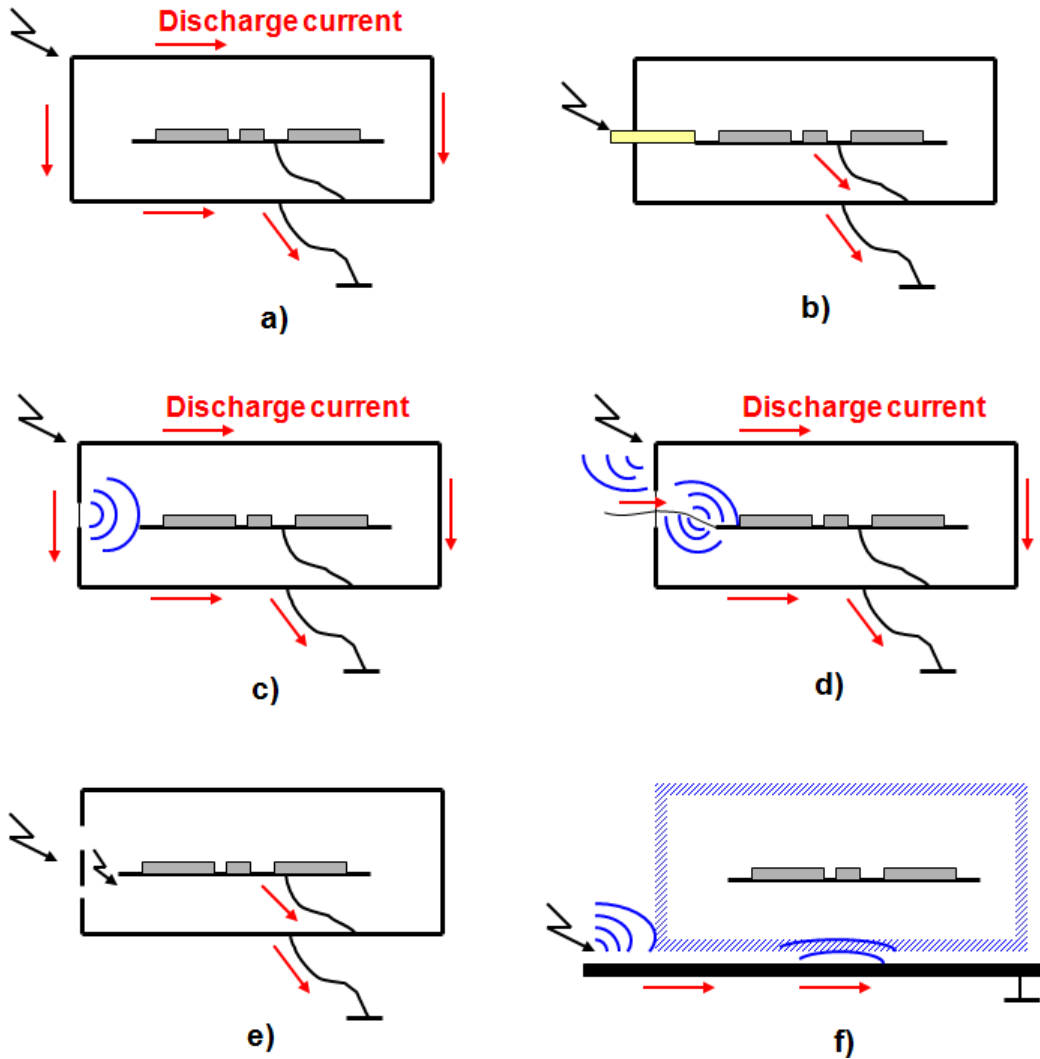 Discharge current
a)
b)
Discharge current
Discharge current
c)
d)
e)
f)